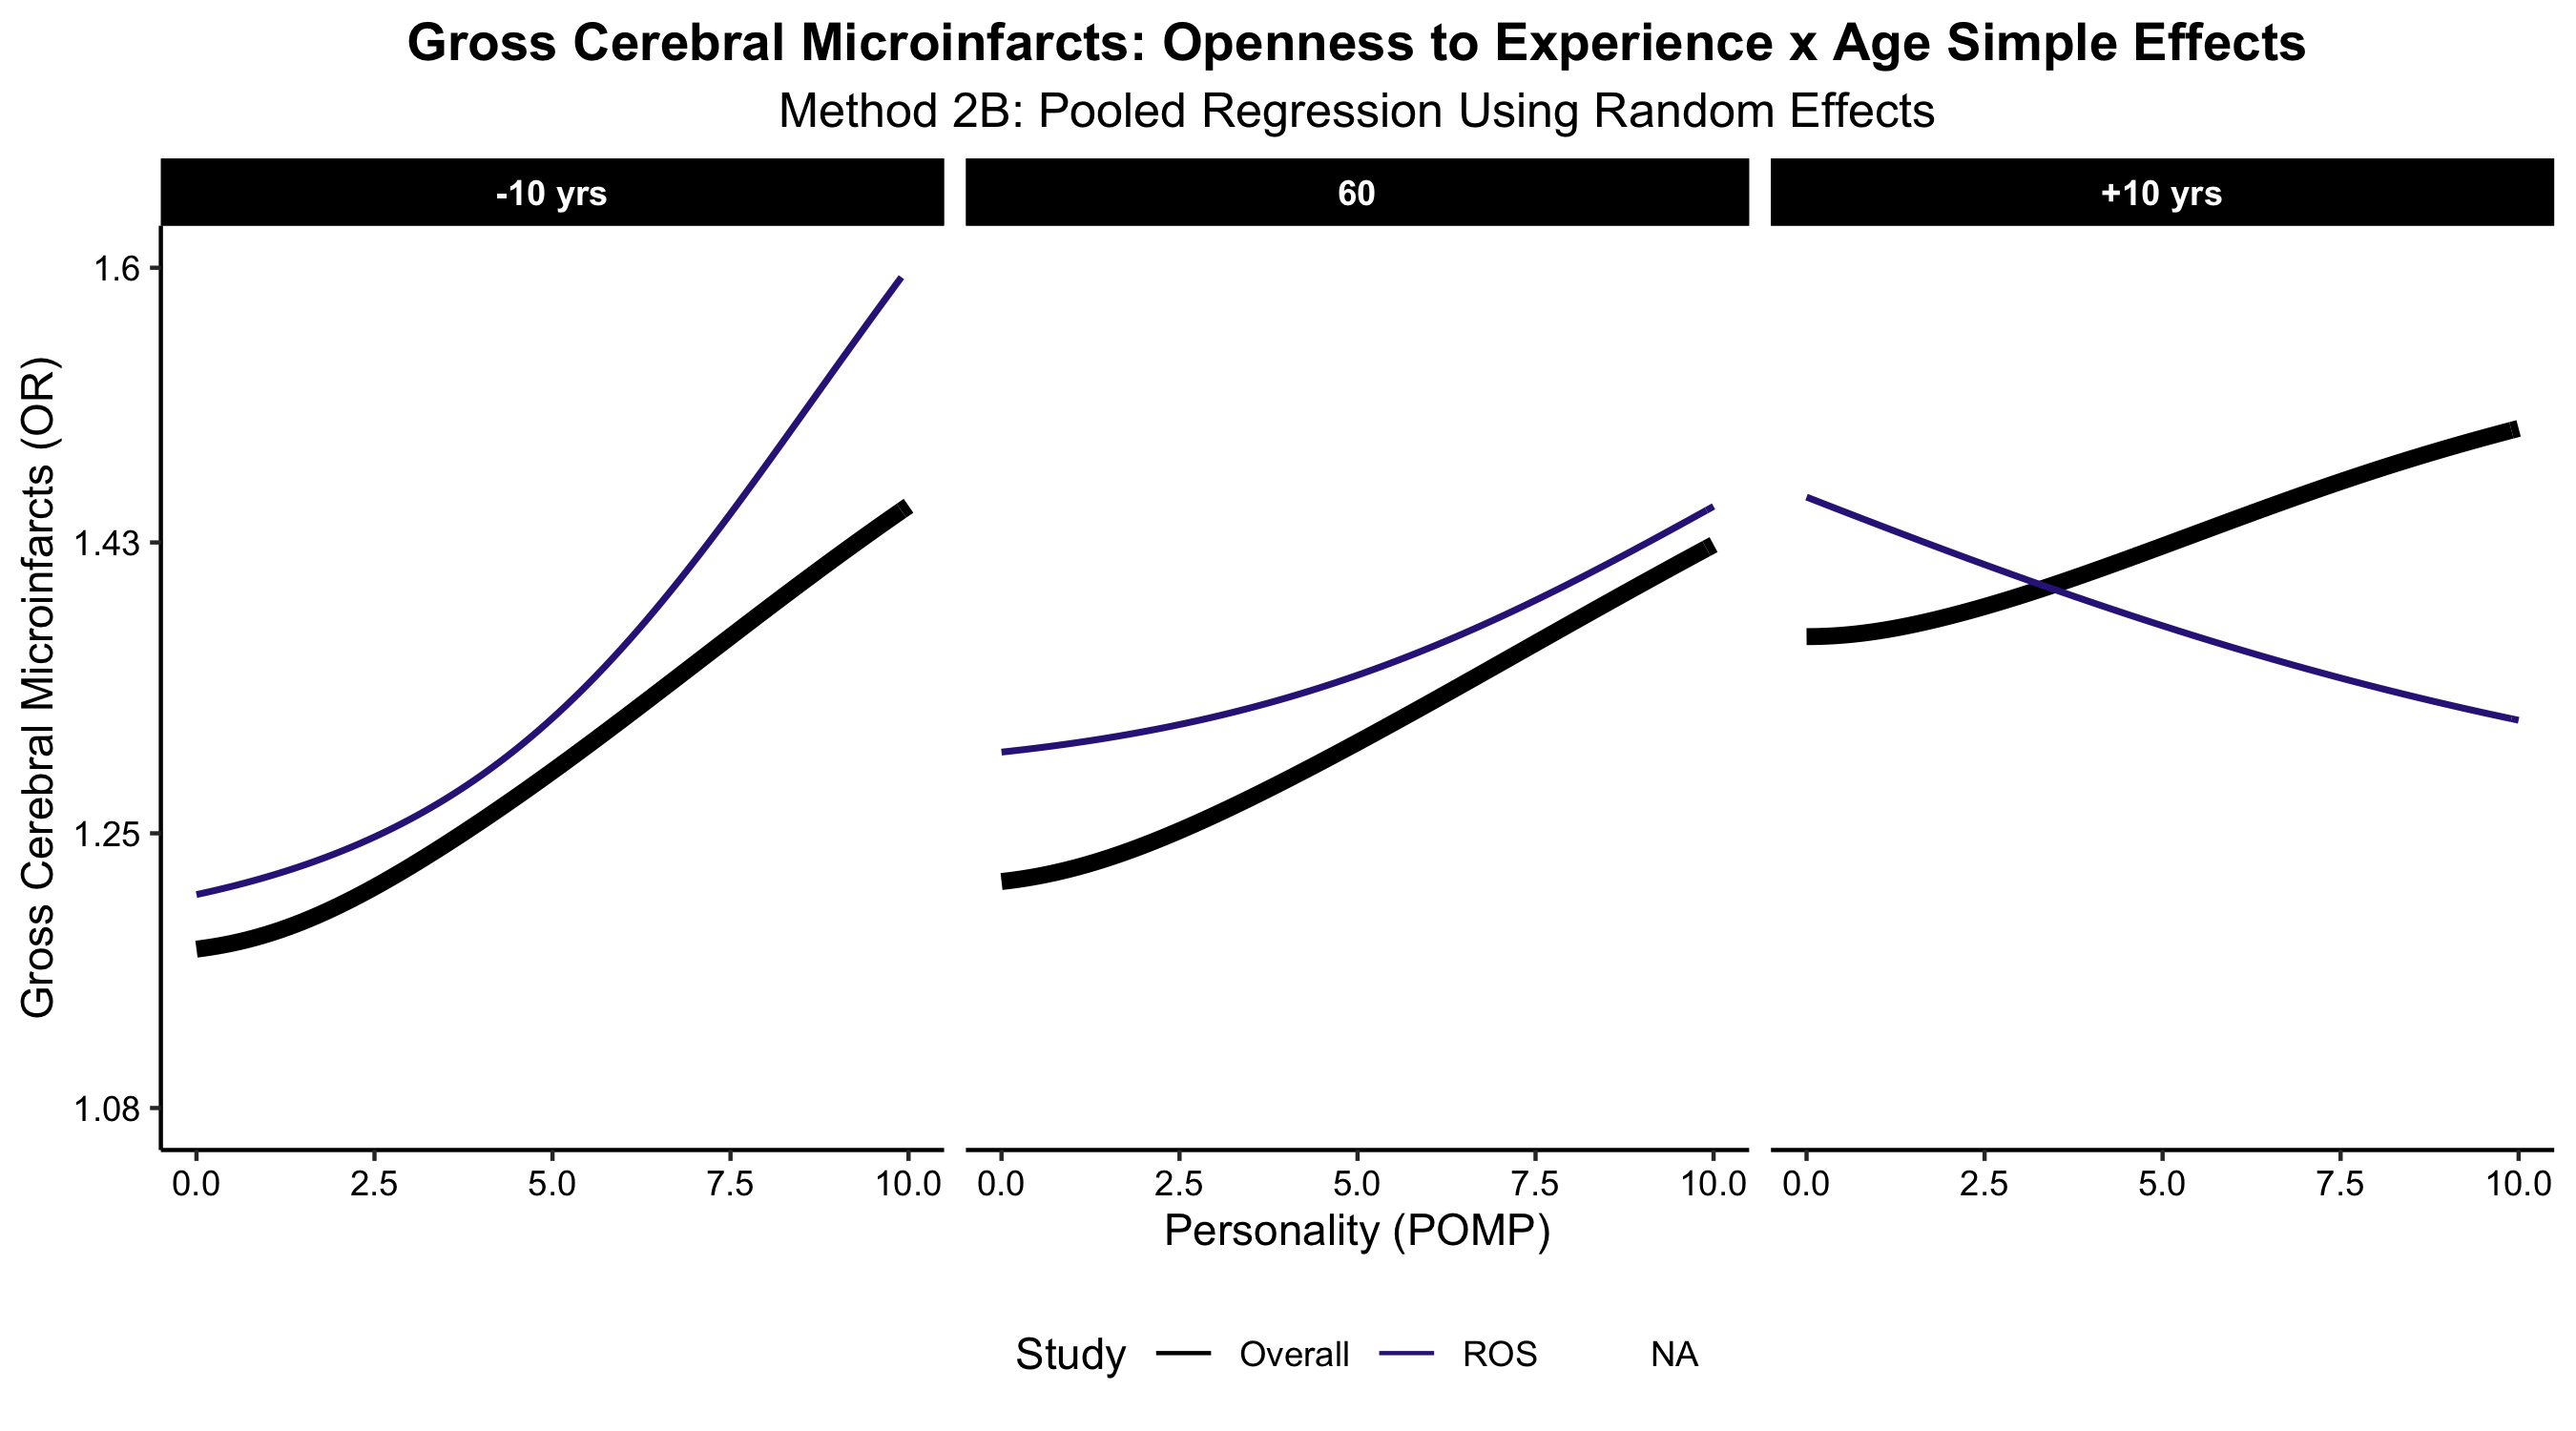 Gross Cerebral Microinfarcts: Openness to Experience x Age Simple Effects
Method 2B: Pooled Regression Using Random Effects
-10 yrs
60
+10 yrs
Gross Cerebral Microinfarcts (OR)
1.6
1.43
1.25
1.08
0.0 2.5 5.0 7.5 10.0
0.0 2.5 5.0 7.5 10.0
0.0 2.5 5.0 7.5 10.0
Personality (POMP)
Study Overall ROS NA